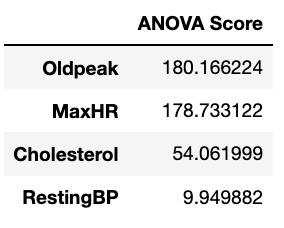 ANOVA Score
Oldpeak 180.166224
MaxHR 178.733122
Cholesterol 54.061999
RestingBP 9.949882